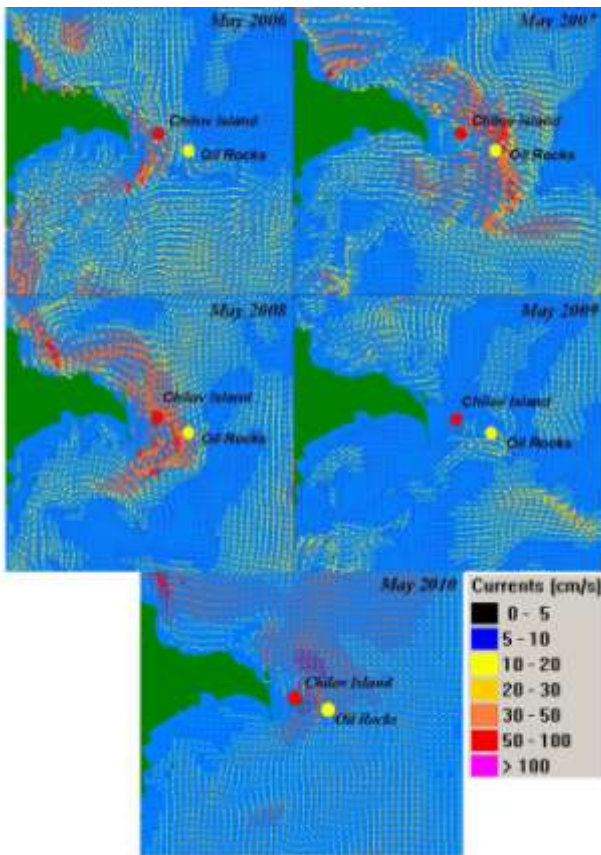 May 2006
Chilov Island
Oil Rocks
May 2007
Chilov Island
Oil Rocks
May 2008
Chilov Island
Oil Rocks
May 2009
Chilov Island
Oil Rocks
May 2010
Chilov Island
Oil Rocks
Currents (cm/s)
0 - 5
5 - 10
10 - 20
20 - 30
30 - 50
50 - 100
> 100